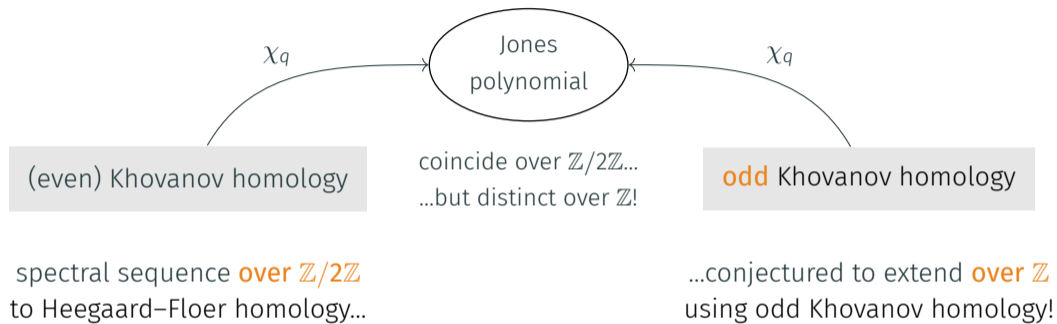 Jones
polynomial
χq
χq
(even) Khovanov homology
coincide over ℤ/2ℤ...
...but distinct over ℤ!
odd Khovanov homology
spectral sequence over ℤ/2ℤ
to Heegaard–Floer homology...
...conjectured to extend over ℤ
using odd Khovanov homology!